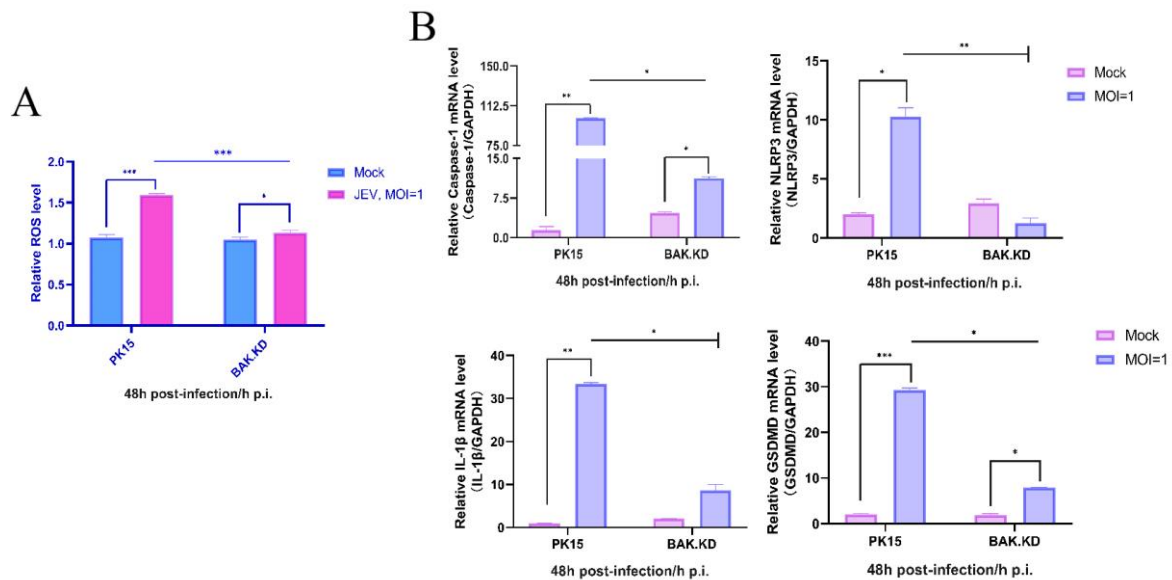 A
Relative ROS level
2.0
1.5
1.0
0.5
0.0
***
***
*
Mock
JEV, MOI=1
PK15
BAK.KD
48h post-infection/h p.i.
B
Relative Caspase-1 mRNA level
(Caspase-1/GAPDH)
150.0
112.5
75.0
15.0
7.5
0.0
*
**
*
PK15
BAK.KD
48h post-infection/h p.i.
Relative NLRP3 mRNA level
(NLRP3/GAPDH)
15
10
5
0
**
*
Mock
MOI=1
PK15
BAK.KD
48h post-infection/h p.i.
Relative IL-1β mRNA level
(IL-1β/GAPDH)
40
30
20
10
0
*
**
PK15
BAK.KD
48h post-infection/h p.i.
Relative GSDMD mRNA level
(GSDMD/GAPDH)
40
30
20
10
0
*
***
*
Mock
MOI=1
PK15
BAK.KD
48h post-infection/h p.i.